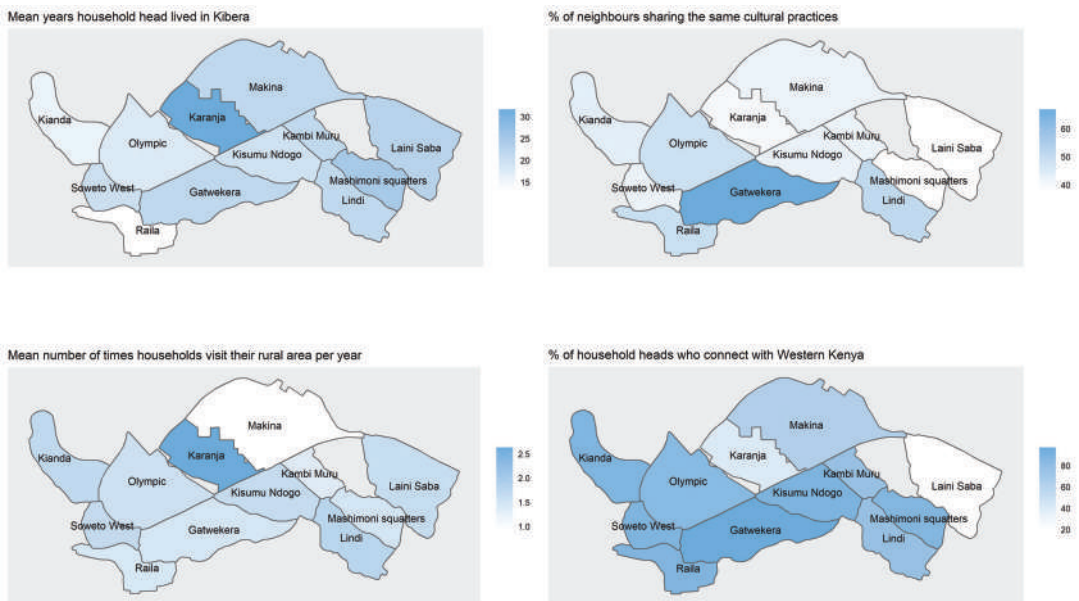 Mean years household head lived in Kibera
Makina
Karanja
Kianda
Kambi Muru
Olympic
Laini Saba
Kisumu Ndogo
Mashimoni squatters
Soweto West
Gatwekera
Lindi
Raila
30
25
20
15
% of neighbours sharing the same cultural practices
Makina
Karanja
Kianda
Kambi Muru
Olympic
Laini Saba
Kisumu Ndogo
Mashimoni squatters
Soweto West
Gatwekera
Lindi
Raila
60
50
40
Mean number of times households visit their rural area per year
Makina
Karanja
Kianda
Kambi Muru
Olympic
Laini Saba
Kisumu Ndogo
Mashimoni squatters
Soweto West
Gatwekera
Lindi
Raila
2.5
2.0
1.5
1.0
% of household heads who connect with Western Kenya
Makina
Karanja
Kianda
Kambi Muru
Olympic
Laini Saba
Kisumu Ndogo
Mashimoni squatters
Soweto West
Gatwekera
Lindi
Raila
80
60
40
20